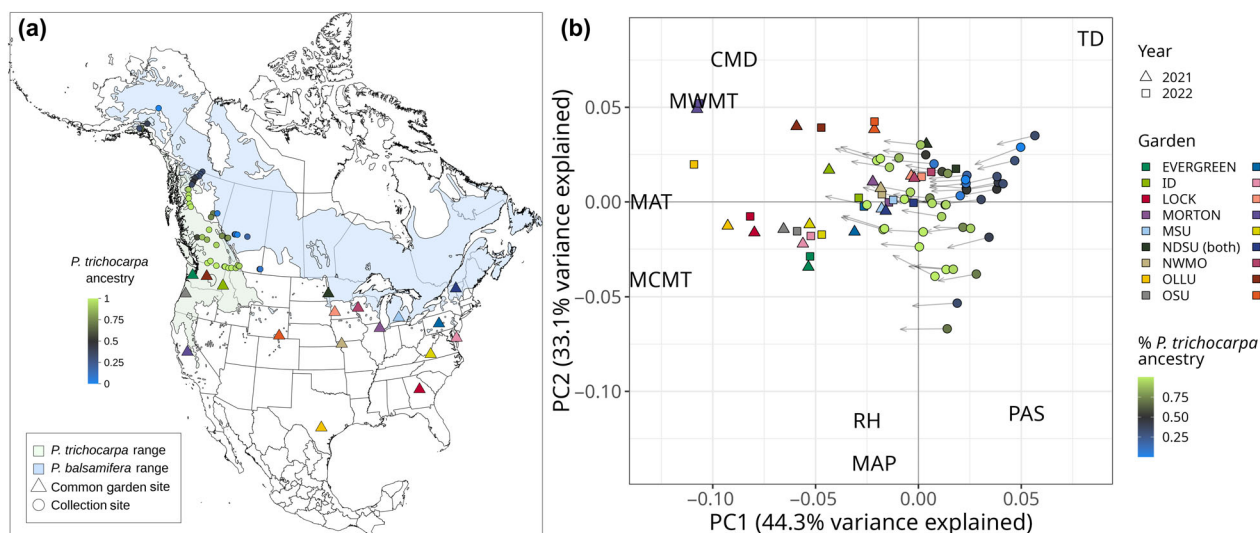 (a)
P. trichocarpa
ancestry
1
0.75
0.5
0.25
0
P. trichocarpa range
P. balsamifera range
Common garden site
Collection site
(b)
TD
CMD
MWMT
MAT
MCMT
RH
MAP
PAS
PC2 (33.1% variance explained)
0.05
0.00
−0.05
−0.10
−0.10
−0.05
0.00
0.05
PC1 (44.3% variance explained)
Year
2021
2022
Garden
EVERGREEN
ID
LOCK
MORTON
MSU
NDSU (both)
NWMO
OLLU
OSU
% P. trichocarpa
ancestry
0.75
0.50
0.25